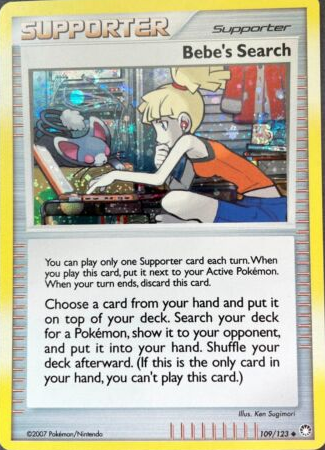 SUPPORTER
Supporter
Bebe's Search
You can play only one Supporter card each turn. When
you play this card, put it next to your Active Pokémon.
When your turn ends, discard this card.
Choose a card from your hand and put it
on top of your deck. Search your deck
for a Pokémon, show it to your opponent,
and put it into your hand. Shuffle your
deck afterward. (If this is the only card in
your hand, you can't play this card.)
Illus. Ken Sugimori
©2007 Pokémon/Nintendo
109/123 ◆